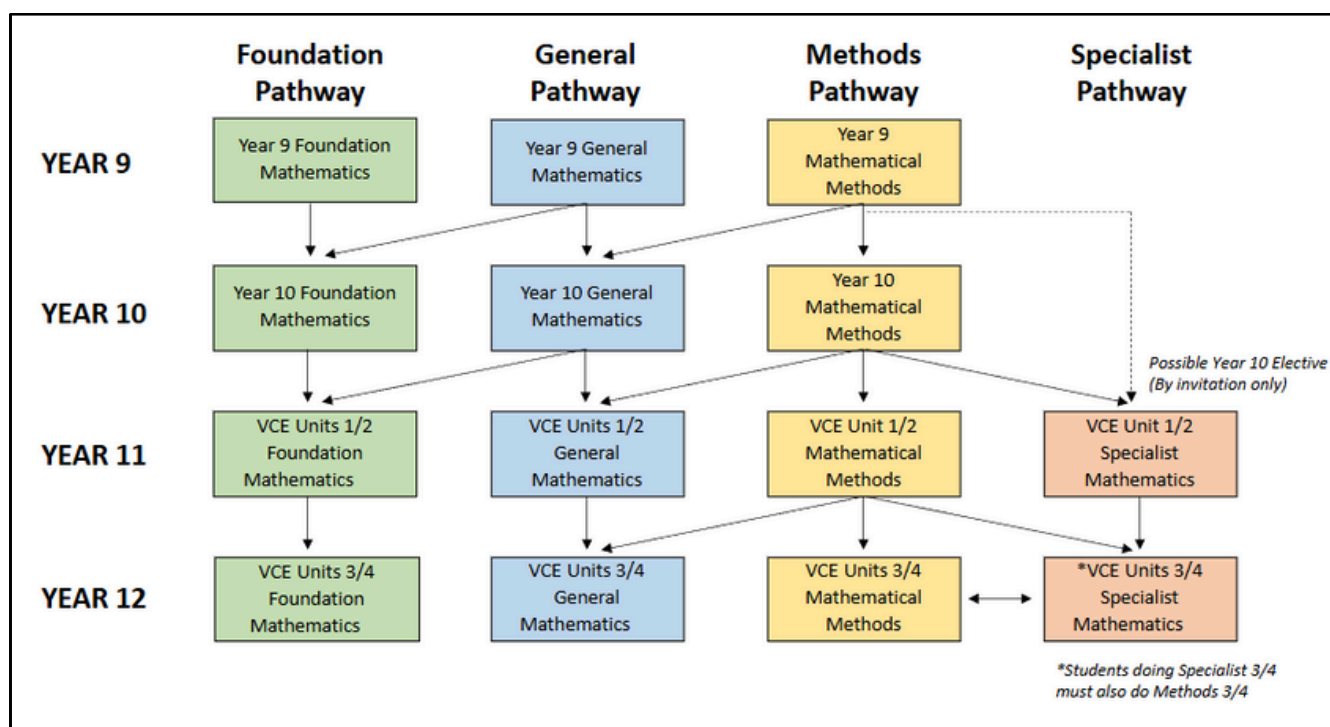 Foundation
Pathway
General
Pathway
Methods
Pathway
Specialist
Pathway
YEAR 9
Year 9 Foundation
Mathematics
Year 9 General
Mathematics
Year 9
Mathematical
Methods
YEAR 10
Year 10 Foundation
Mathematics
Year 10 General
Mathematics
Year 10
Mathematical
Methods
Possible Year 10 Elective
(By invitation only)
YEAR 11
VCE Units 1/2
Foundation
Mathematics
VCE Units 1/2
General
Mathematics
VCE Unit 1/2
Mathematical
Methods
VCE Unit 1/2
Specialist
Mathematics
YEAR 12
VCE Units 3/4
Foundation
Mathematics
VCE Units 3/4
General
Mathematics
VCE Units 3/4
Mathematical
Methods
*VCE Units 3/4
Specialist
Mathematics
*Students doing Specialist 3/4
must also do Methods 3/4